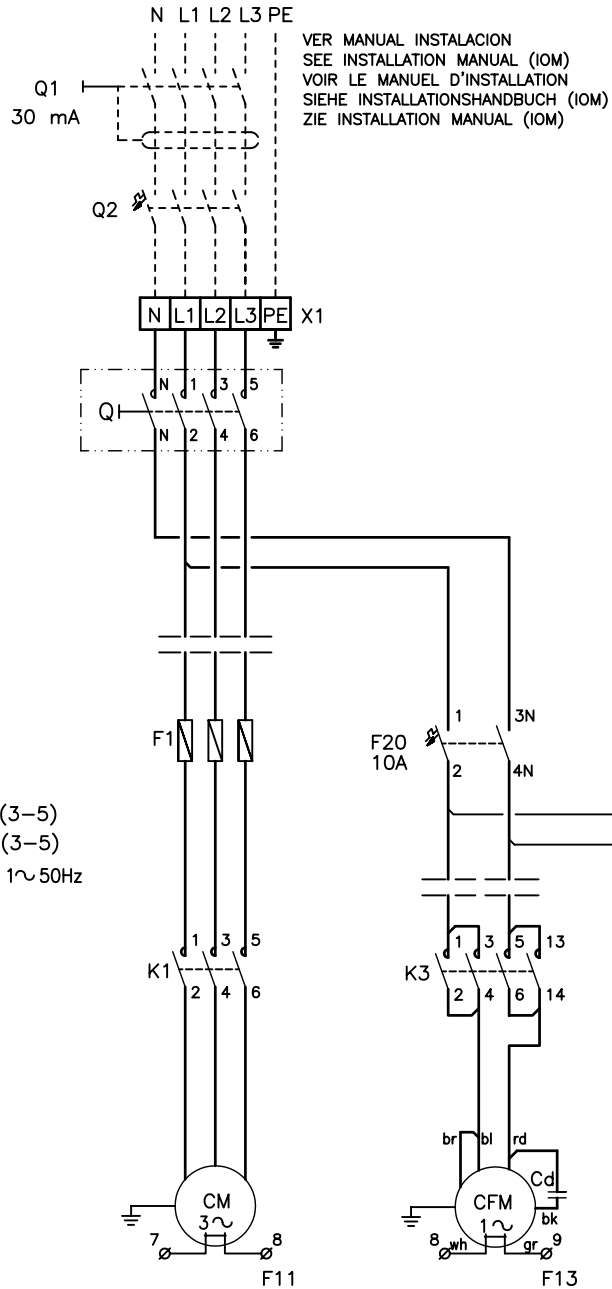 N L1 L2 L3 PE
VER MANUAL INSTALACION
SEE INSTALLATION MANUAL (IOM)
VOIR LE MANUEL D'INSTALLATION
SIEHE INSTALLATIONSHANDBUCH (IOM)
ZIE INSTALLATION MANUAL (IOM)
Q1
30 mA
Q2
N L1 L2 L3 PE X1
N 1 3 5
Q
N 2 4 6
F1
1 3N
F20
10A
2 4N
(3-5)
(3-5)
1~50Hz
1 3 5
K1
2 4 6
1 3 5 13
K3
2 4 6 14
br bl rd
Cd
CM
3~
CFM
1~
bk
7 8
F11
8 wh gr 9
F13